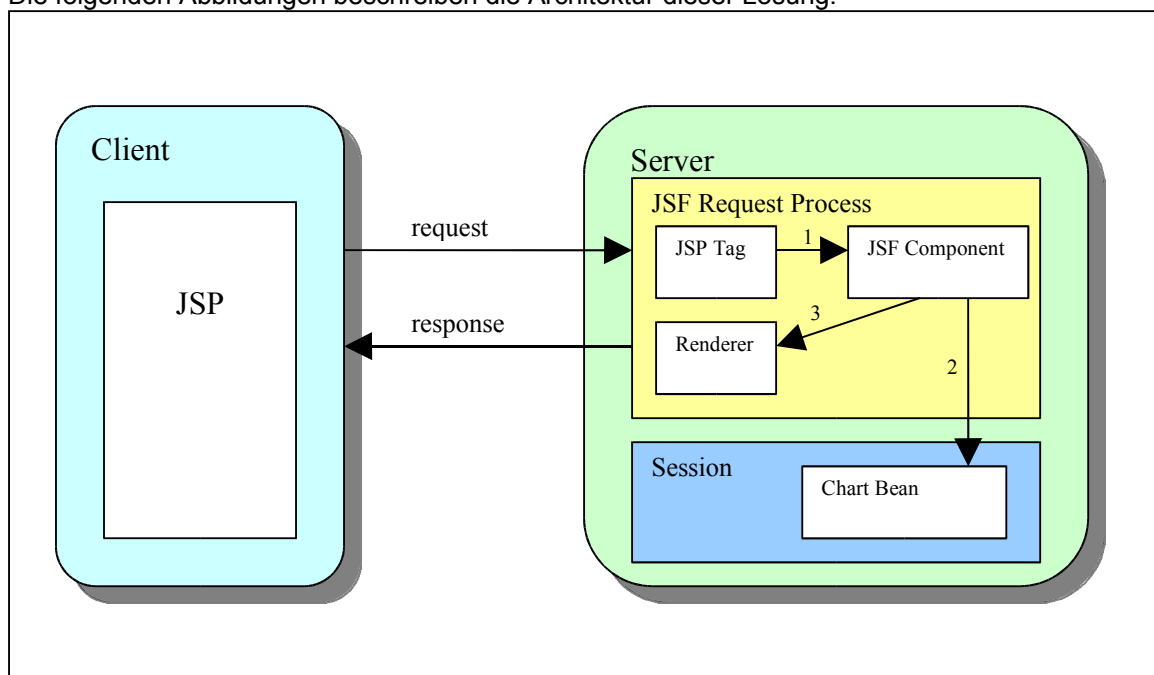 Die folgenden Abbildungen beschreiben die Architektur dieser Lösung:
Client
JSP
request
response
Server
JSF Request Process
JSP Tag
1
JSF Component
3
Renderer
2
Session
Chart Bean